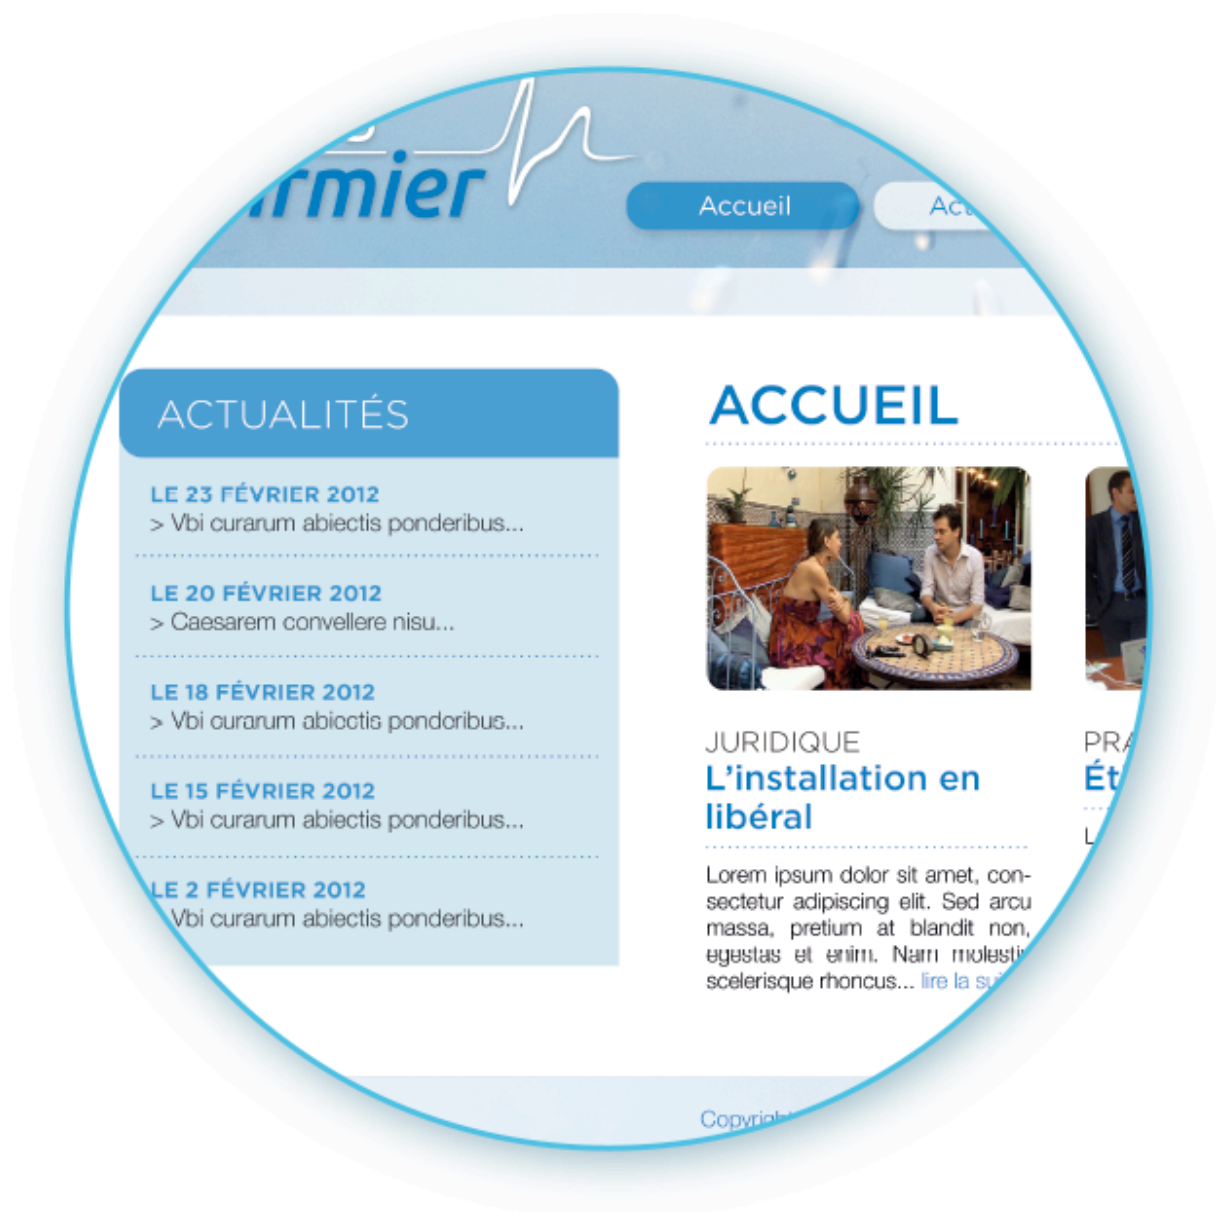 Accueil
ACTUALITÉS
LE 23 FÉVRIER 2012
> Vbi curarum abiectis ponderibus...
LE 20 FÉVRIER 2012
> Caesarem convellere nisu...
LE 18 FÉVRIER 2012
> Vbi curarum abiectis ponderibus...
LE 15 FÉVRIER 2012
> Vbi curarum abiectis ponderibus...
LE 2 FÉVRIER 2012
Vbi curarum abiectis ponderibus...
ACCUEIL
JURIDIQUE
L'installation en
libéral
Lorem ipsum dolor sit amet, con-
sectetur adipiscing elit. Sed arcu
massa, pretium at blandit non,
egestas et enim. Nam
scelerisque rhoncus... lire la